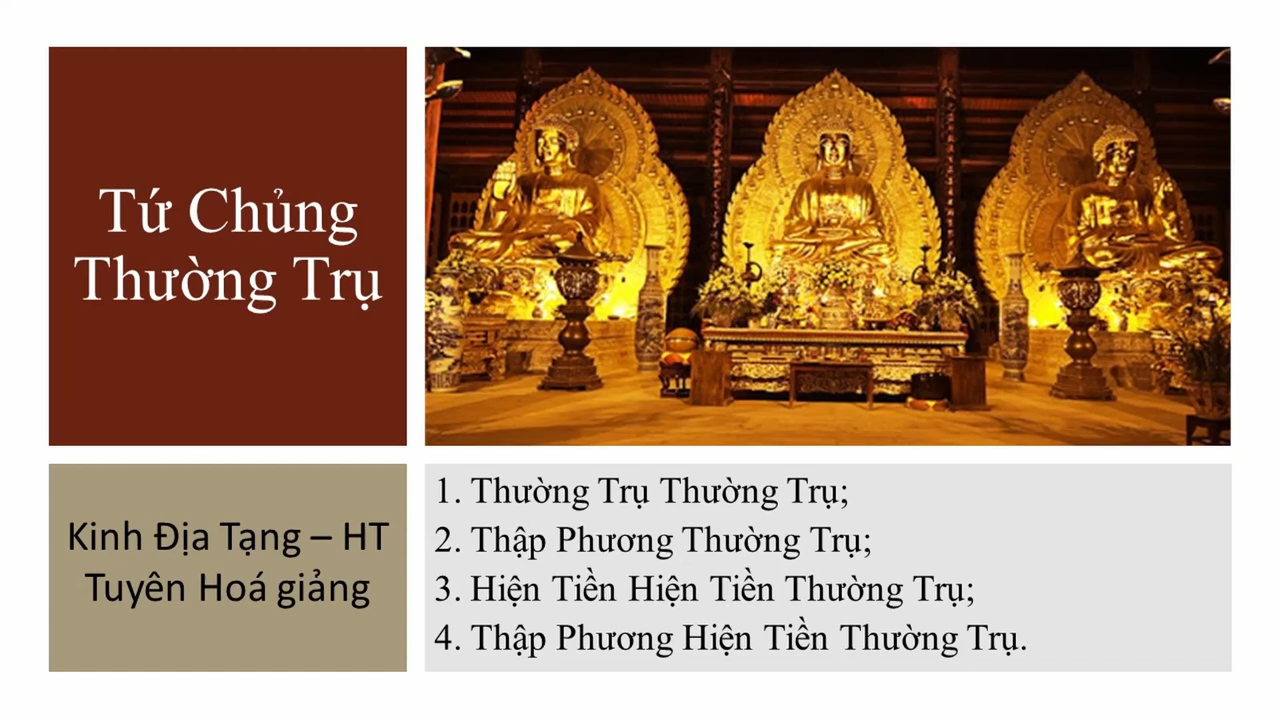 Tứ Chủng
Thường Trụ
Kinh Địa Tạng – HT
Tuyên Hoá giảng
1. Thường Trụ Thường Trụ;
2. Thập Phương Thường Trụ;
3. Hiện Tiền Hiện Tiền Thường Trụ;
4. Thập Phương Hiện Tiền Thường Trụ.